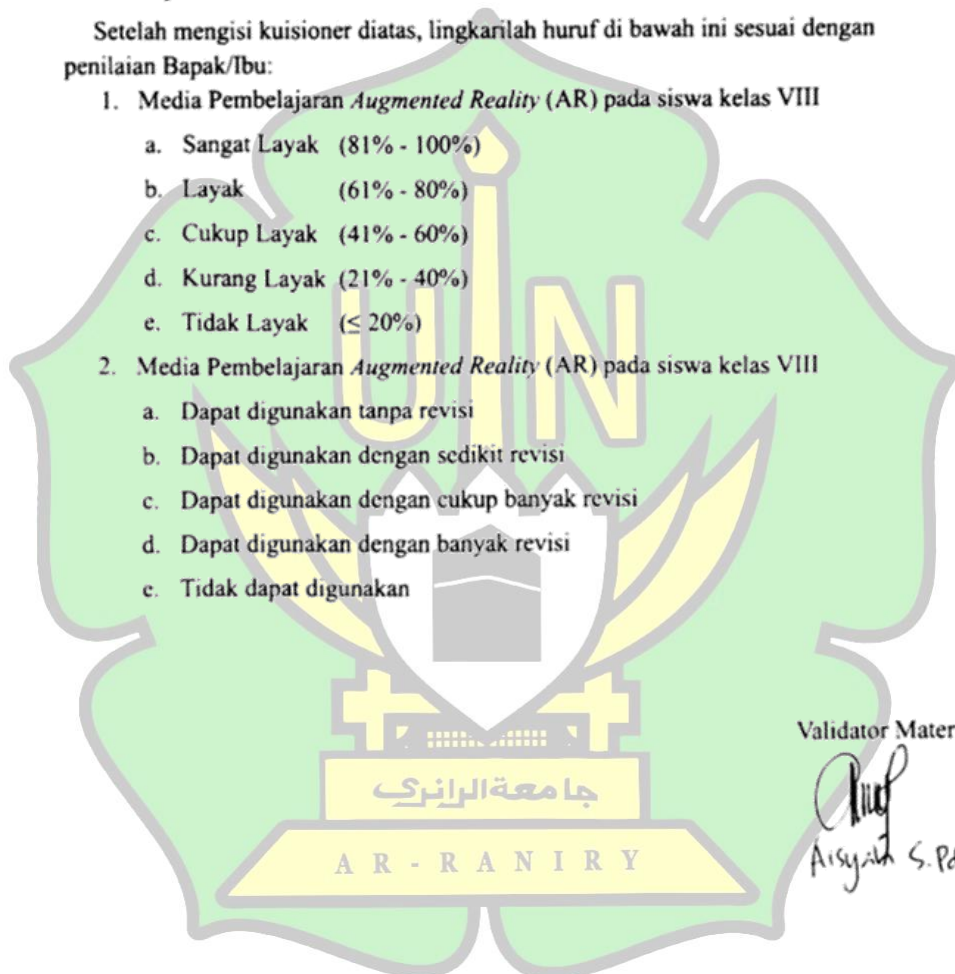 Setelah mengisi kuisioner diatas, lingkarilah huruf di bawah ini sesuai dengan
penilaian Bapak/Ibu:
1. Media Pembelajaran Augmented Reality (AR) pada siswa kelas VIII
a. Sangat Layak (81% - 100%)
b. Layak (61% - 80%)
c. Cukup Layak (41% - 60%)
d. Kurang Layak (21% - 40%)
e. Tidak Layak (≤ 20%)
2. Media Pembelajaran Augmented Reality (AR) pada siswa kelas VIII
a. Dapat digunakan tanpa revisi
b. Dapat digunakan dengan sedikit revisi
c. Dapat digunakan dengan cukup banyak revisi
d. Dapat digunakan dengan banyak revisi
e. Tidak dapat digunakan
UIN
Validator Mater
Aisyah S.Pd
جامعةالرانري
AR-RANIRY